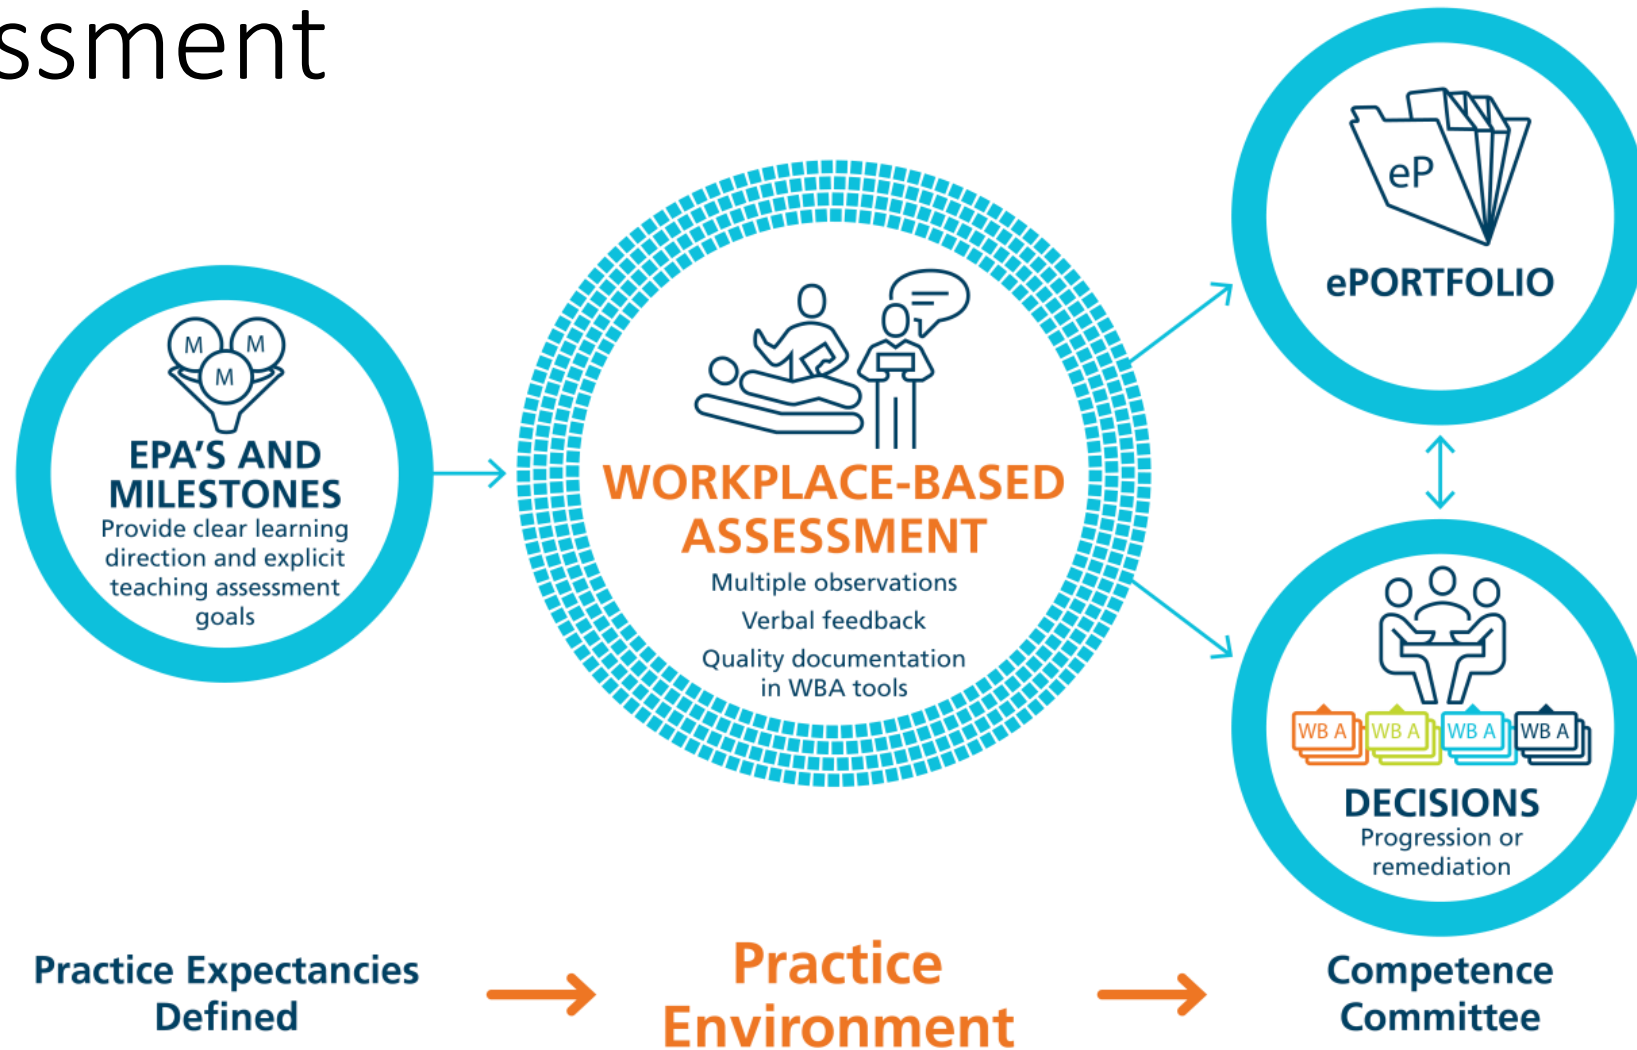 ssment
M M
M
EPA'S AND
MILESTONES
Provide clear learning
direction and explicit
teaching assessment
goals
WORKPLACE-BASED
ASSESSMENT
Multiple observations
Verbal feedback
Quality documentation
in WBA tools
eP
ePORTFOLIO
WB A WB A WB A WB A
DECISIONS
Progression or
remediation
Practice Expectancies
Defined
Practice
Environment
Competence
Committee